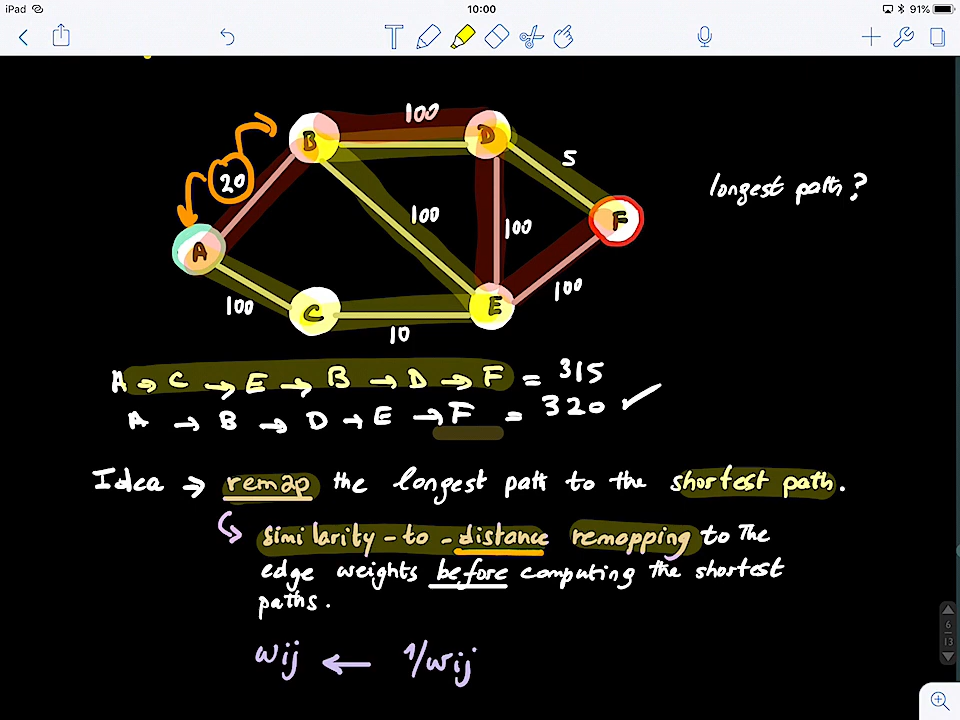 iPad 10:00 91%
T
100
B D
5
20
longest path?
F
100
100
A
100
100
C E
10
A → C → E → B → D → F = 315
A → B → D → E → F = 320 ✓
Idea → remap the longest path to the shortest path.
similarity-to-distance remapping to the
edge weights before computing the shortest
paths.
wij ← 1/wij
6
13